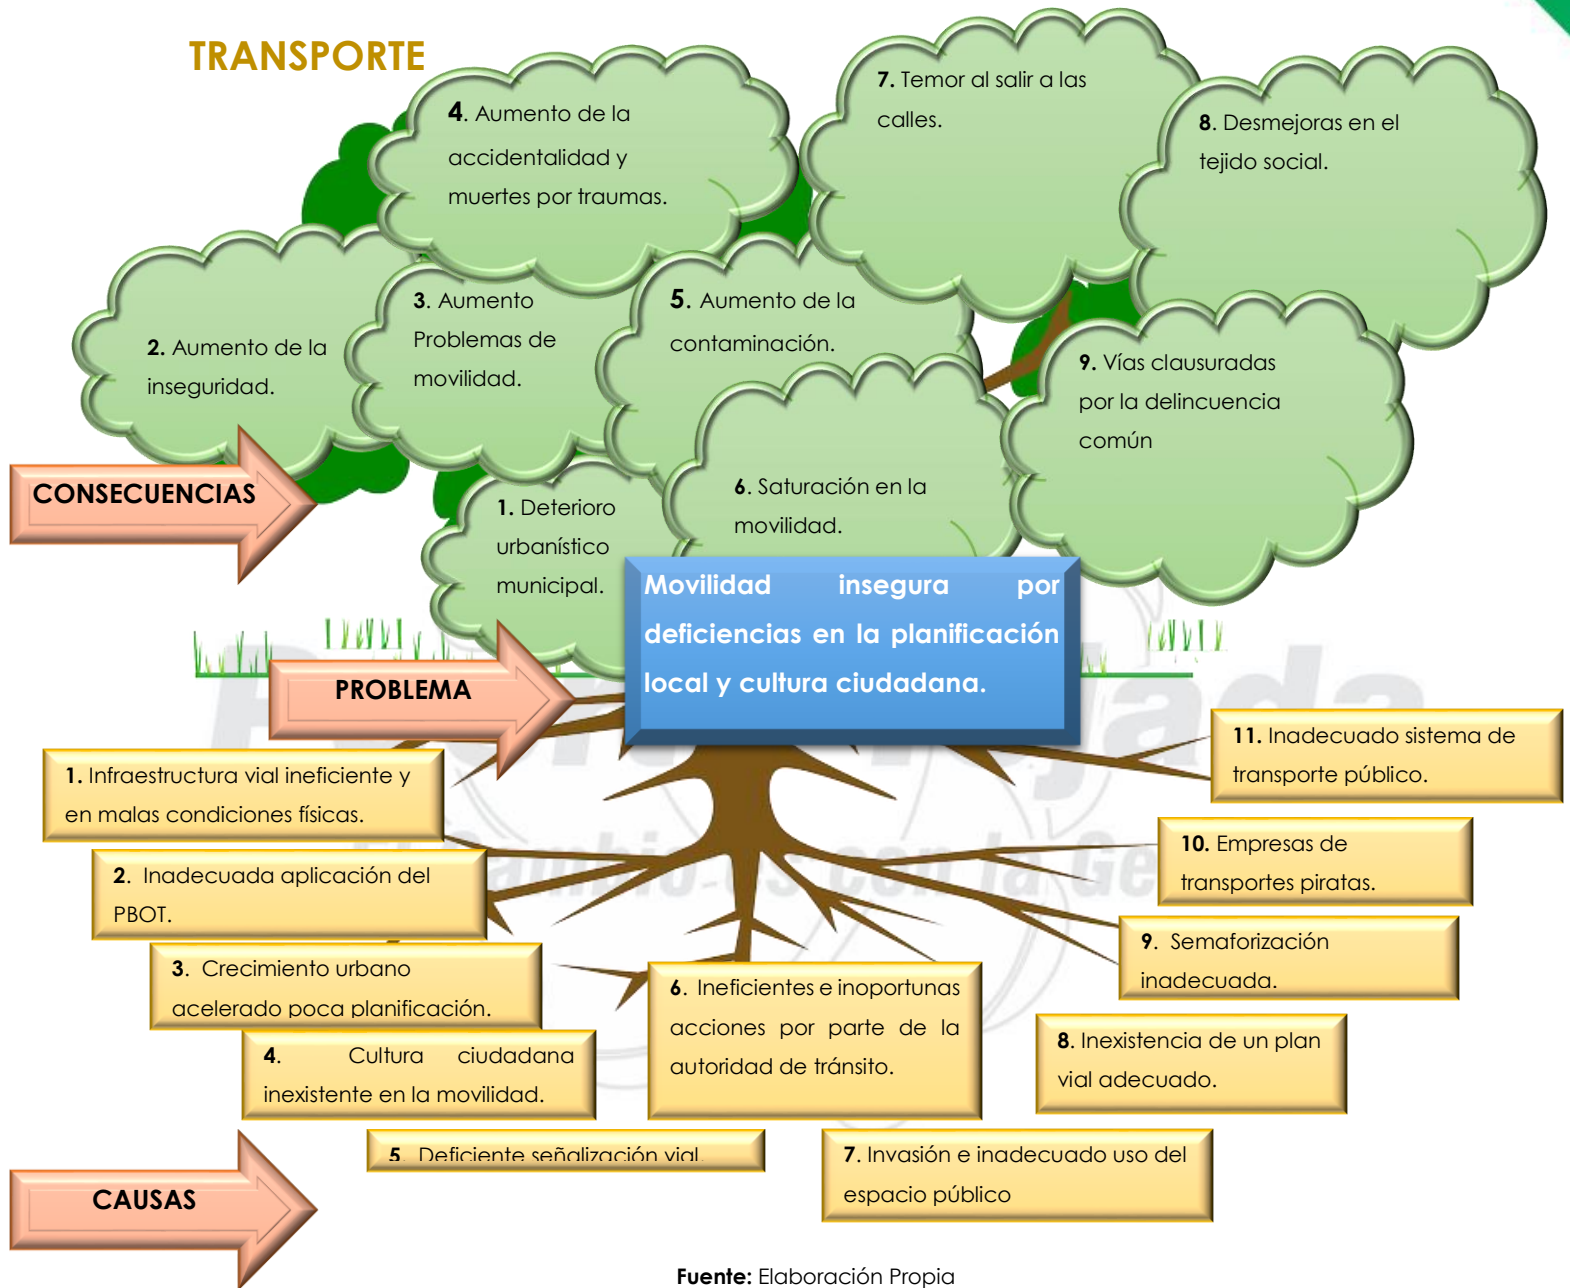 TRANSPORTE
4. Aumento de la
accidentalidad y
muertes por traumas.
7. Temor al salir a las
calles.
8. Desmejoras en el
tejido social.
2. Aumento de la
inseguridad.
3. Aumento
Problemas de
movilidad.
5. Aumento de la
contaminación.
9. Vías clausuradas
por la delincuencia
común
CONSECUENCIAS
1. Deterioro
urbanístico
municipal.
6. Saturación en la
movilidad.
Movilidad insegura por
deficiencias en la planificación
local y cultura ciudadana.
PROBLEMA
1. Infraestructura vial ineficiente y
en malas condiciones físicas.
2. Inadecuada aplicación del
PBOT.
3. Crecimiento urbano
acelerado poca planificación.
4. Cultura ciudadana
inexistente en la movilidad.
5. Deficiente señalización vial.
6. Ineficientes e inoportunas
acciones por parte de la
autoridad de tránsito.
7. Invasión e inadecuado uso del
espacio público
8. Inexistencia de un plan
vial adecuado.
9. Semaforización
inadecuada.
10. Empresas de
transportes piratas.
11. Inadecuado sistema de
transporte público.
CAUSAS
Fuente: Elaboración Propia